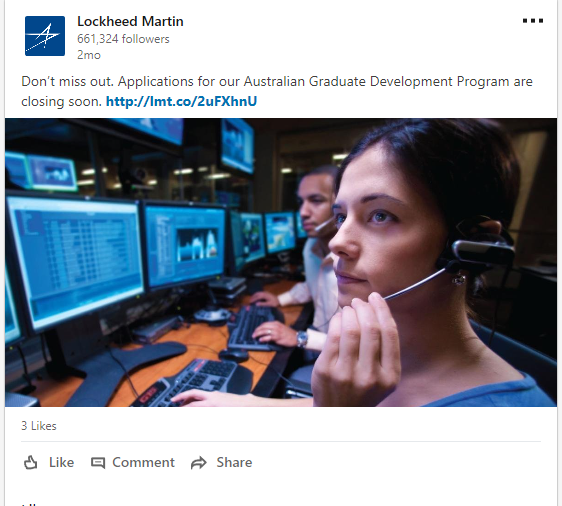 Lockheed Martin
661,324 followers
2mo
Don't miss out. Applications for our Australian Graduate Development Program are
closing soon. http://lmt.co/2uFXhnU
3 Likes
Like Comment Share